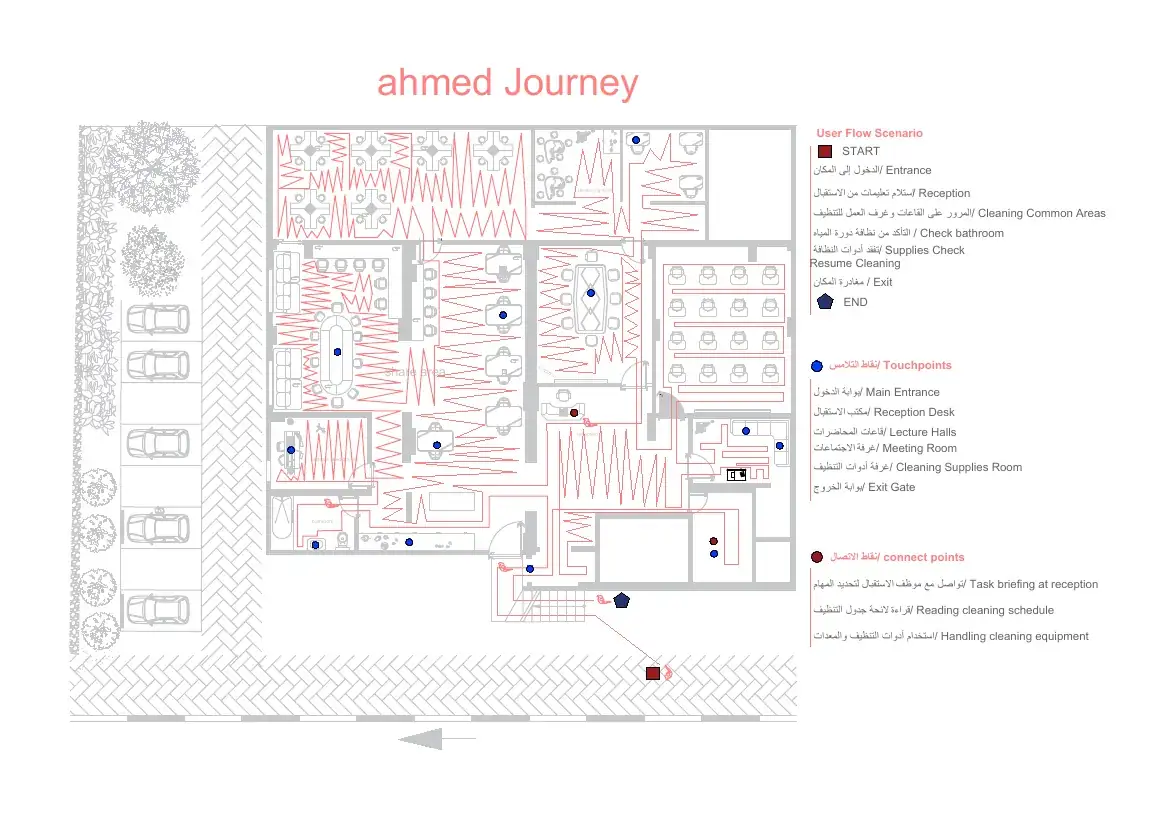 ahmed Journey
User Flow Scenario
START
الدخول إلى المكان/ Entrance
استلام تعليمات من الاستقبال/ Reception
المرور على القاعات وغرف العمل للتنظيف/ Cleaning Common Areas
التأكد من نظافة دورة المياه / Check bathroom
تفقد أدوات النظافة/ Supplies Check
Resume Cleaning
مغادرة المكان / Exit
END
نقاط التلامس/ Touchpoints
بوابة الدخول/ Main Entrance
مكتب الاستقبال/ Reception Desk
قاعات المحاضرات/ Lecture Halls
غرفة الاجتماعات/ Meeting Room
غرفة أدوات التنظيف/ Cleaning Supplies Room
بوابة الخروج/ Exit Gate
نقاط الاتصال/ connect points
تواصل مع موظف الاستقبال لتحديد المهام/ Task briefing at reception
قراءة لائحة جدول التنظيف/ Reading cleaning schedule
استخدام أدوات التنظيف والمعدات/ Handling cleaning equipment
share area